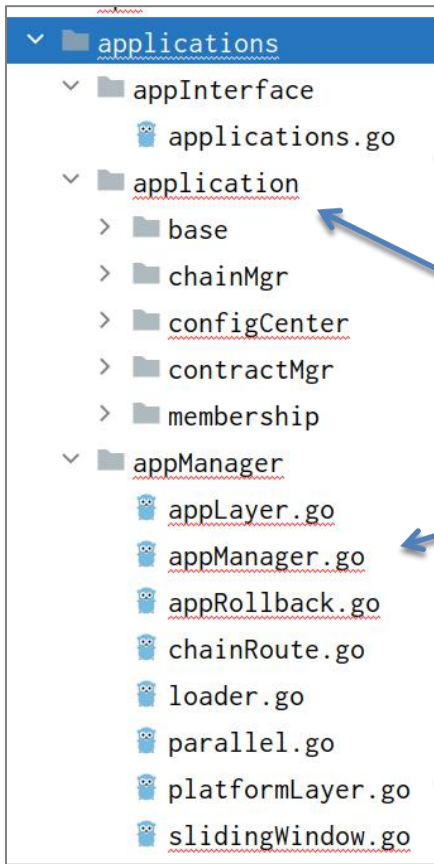 applications
appInterface
applications.go
application
base
chainMgr
configCenter
contractMgr
membership
appManager
appLayer.go
appManager.go
appRollback.go
chainRoute.go
loader.go
parallel.go
platformLayer.go
slidingWindow.go